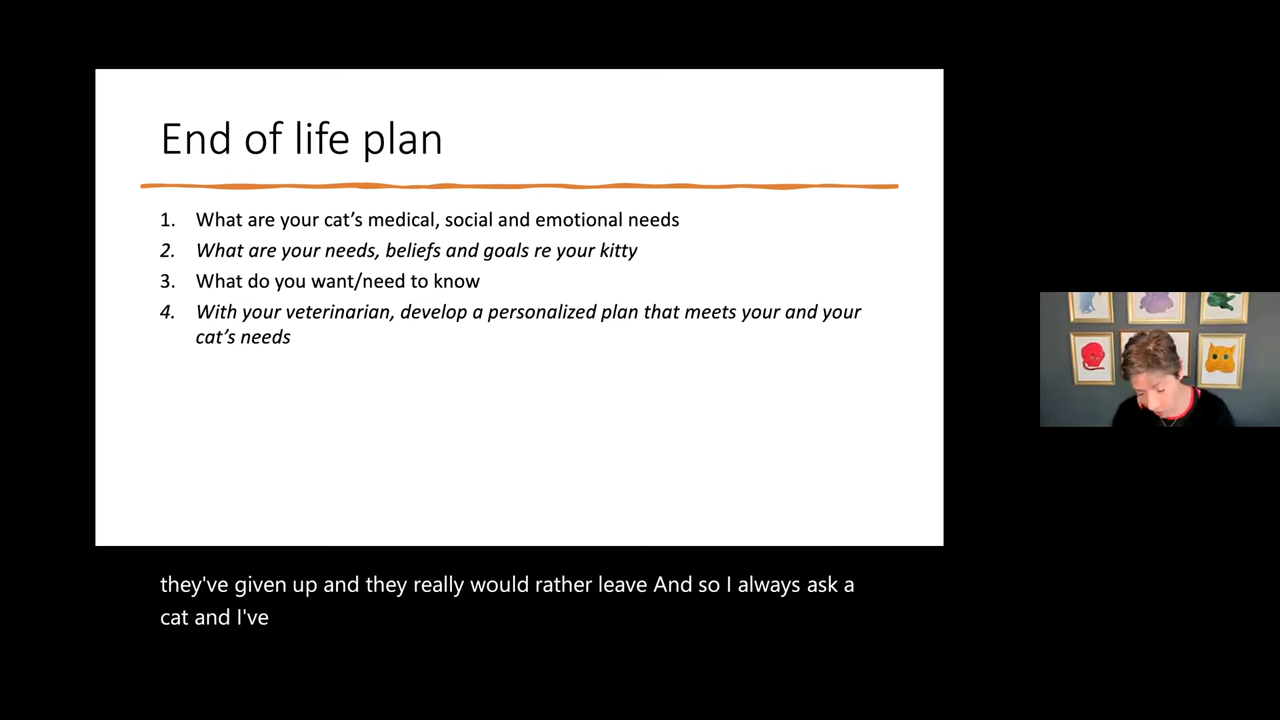 End of life plan
1. What are your cat's medical, social and emotional needs
2. What are your needs, beliefs and goals re your kitty
3. What do you want/need to know
4. With your veterinarian, develop a personalized plan that meets your and your
cat's needs
they've given up and they really would rather leave And so I always ask a
cat and I've